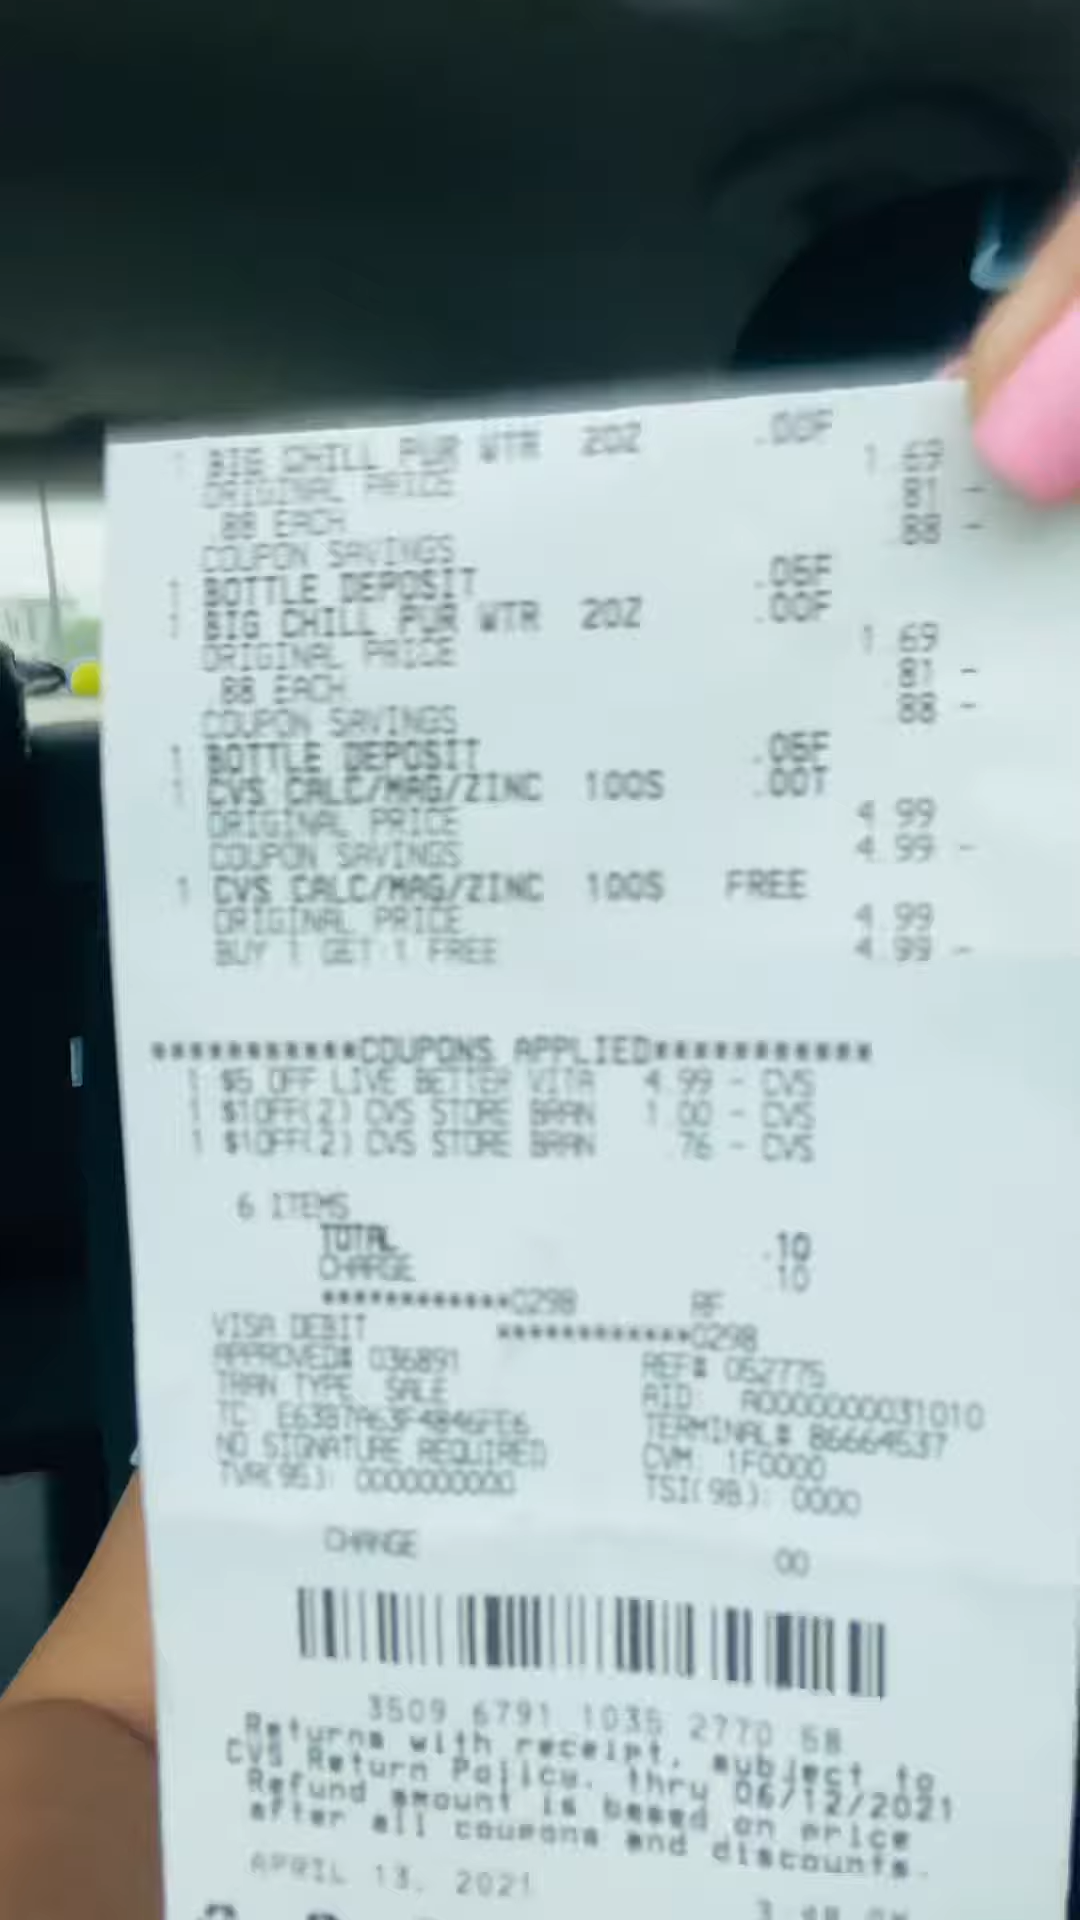 1 BIG CHILL PUR WTR 20Z .00F
ORIGINAL PRICE 1.69
.88 EACH .81 -
COUPON SAVINGS .88 -
1 BOTTLE DEPOSIT .05F
1 BIG CHILL PUR WTR 20Z .00F
ORIGINAL PRICE 1.69
.88 EACH .81 -
COUPON SAVINGS .88 -
1 BOTTLE DEPOSIT .05F
1 CVS CALC/MAG/ZINC 100S .00T
ORIGINAL PRICE 4.99
COUPON SAVINGS 4.99 -
1 CVS CALC/MAG/ZINC 100S FREE
ORIGINAL PRICE 4.99
BUY 1 GET 1 FREE 4.99 -
***********COUPONS APPLIED***********
1 $5 OFF LIVE BETTER VITA 4.99 - CVS
1 $1OFF(2) CVS STORE BRAN 1.00 - CVS
1 $1OFF(2) CVS STORE BRAN .76 - CVS
6 ITEMS
TOTAL .10
CHARGE .10
************0298 RF
VISA DEBIT ************0298
APPROVED# 036891 REF# 052775
TRAN TYPE: SALE AID: A0000000031010
TC: TERMINAL# 86664537
NO SIGNATURE REQUIRED CVM: 1F0000
TVR(95): 0000000000 TSI(9B): 0000
CHANGE .00
3509 6791 1035 2770 58
Returns with receipt, subject to
CVS Return Policy, thru 06/12/2021
Refund amount is based on price
after all coupons and discounts.
APRIL 13, 2021